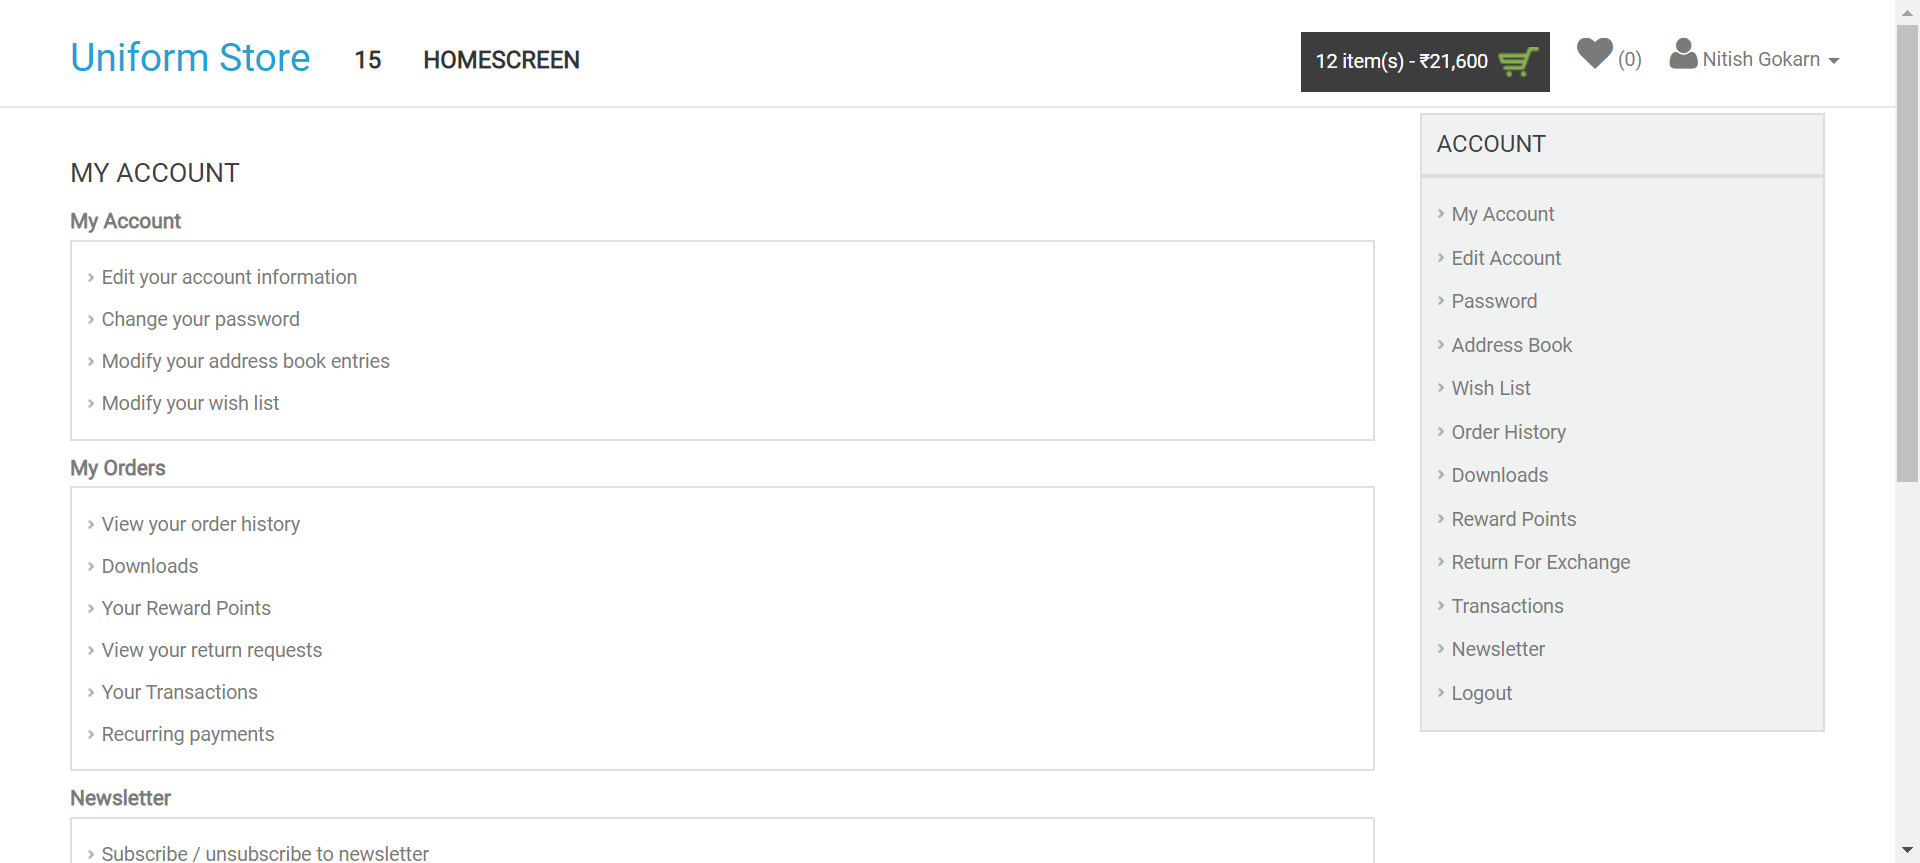 Uniform Store 15 HOMESCREEN 12 item(s) - ₹21,600 (0) Nitish Gokarn
MY ACCOUNT
My Account
Edit your account information
Change your password
Modify your address book entries
Modify your wish list
My Orders
View your order history
Downloads
Your Reward Points
View your return requests
Your Transactions
Recurring payments
Newsletter
Subscribe / unsubscribe to newsletter
ACCOUNT
My Account
Edit Account
Password
Address Book
Wish List
Order History
Downloads
Reward Points
Return For Exchange
Transactions
Newsletter
Logout